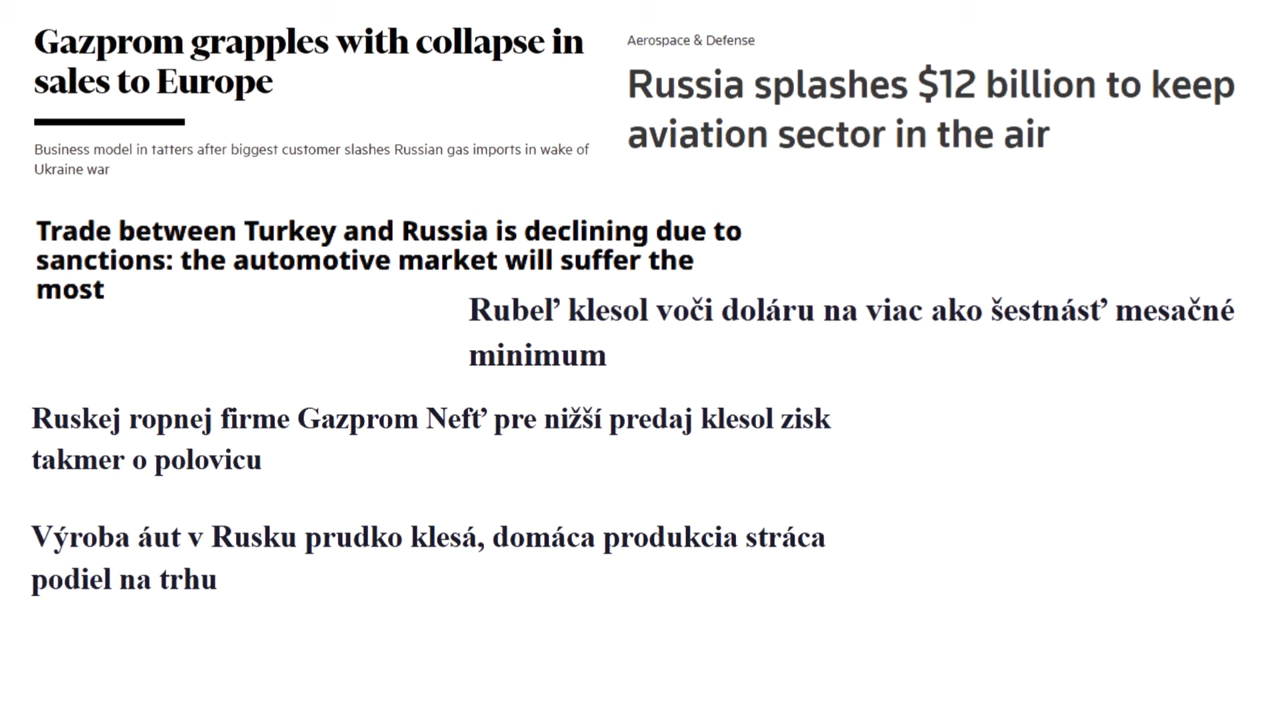 Gazprom grapples with collapse in
sales to Europe
Business model in tatters after biggest customer slashes Russian gas imports in wake of
Ukraine war
Aerospace & Defense
Russia splashes $12 billion to keep
aviation sector in the air
Trade between Turkey and Russia is declining due to
sanctions: the automotive market will suffer the
most
Rubeľ klesol voči doláru na viac ako šestnásť mesačné
minimum
Ruskej ropnej firme Gazprom Nefť pre nižší predaj klesol zisk
takmer o polovicu
Výroba áut v Rusku prudko klesá, domáca produkcia stráca
podiel na trhu